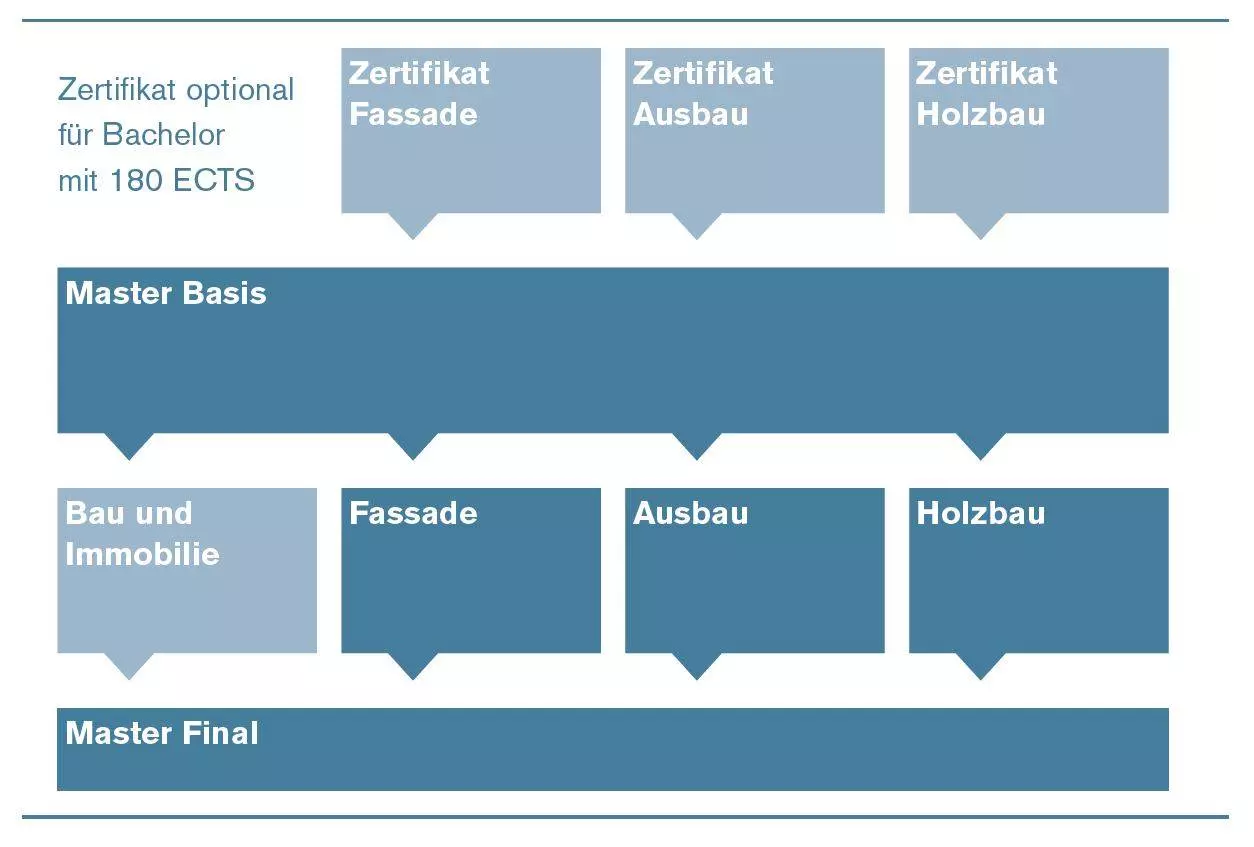 Zertifikat optional
für Bachelor
mit 180 ECTS
Zertifikat
Fassade
Zertifikat
Ausbau
Zertifikat
Holzbau
Master Basis
Bau und
Immobilie
Fassade
Ausbau
Holzbau
Master Final